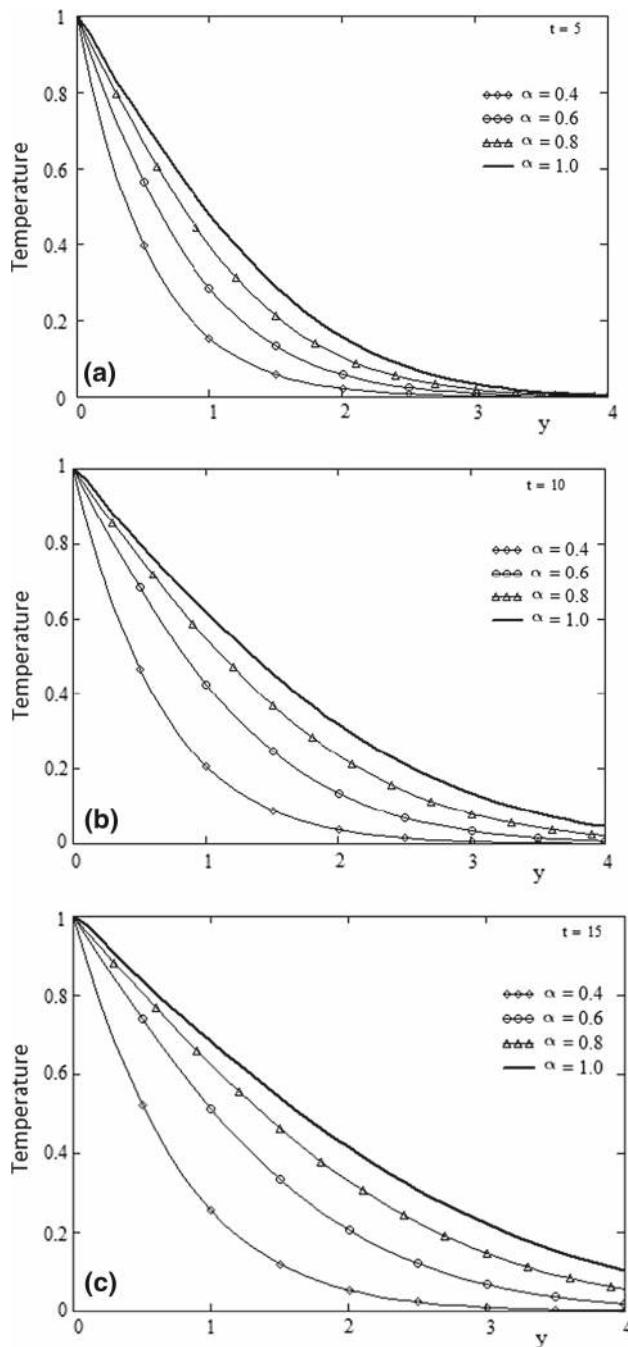 1
t = 5
α = 0.4
0.8
α = 0.6
α = 0.8
α = 1.0
0.6
Temperature
0.4
0.2
(a)
0
0 1 2 3 4
y
1
t = 10
α = 0.4
0.8
α = 0.6
α = 0.8
α = 1.0
0.6
Temperature
0.4
0.2
(b)
0
0 1 2 3 4
y
1
t = 15
0.8
α = 0.4
α = 0.6
α = 0.8
0.6
α = 1.0
Temperature
0.4
0.2
(c)
0
0 1 2 3 4
y